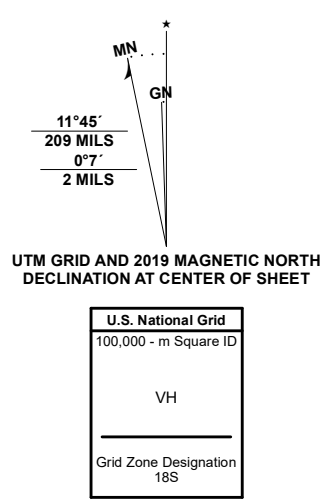 MN
GN
11°45´
209 MILS
0°7´
2 MILS
UTM GRID AND 2019 MAGNETIC NORTH
DECLINATION AT CENTER OF SHEET
U.S. National Grid
100,000 - m Square ID
VH
Grid Zone Designation
18S